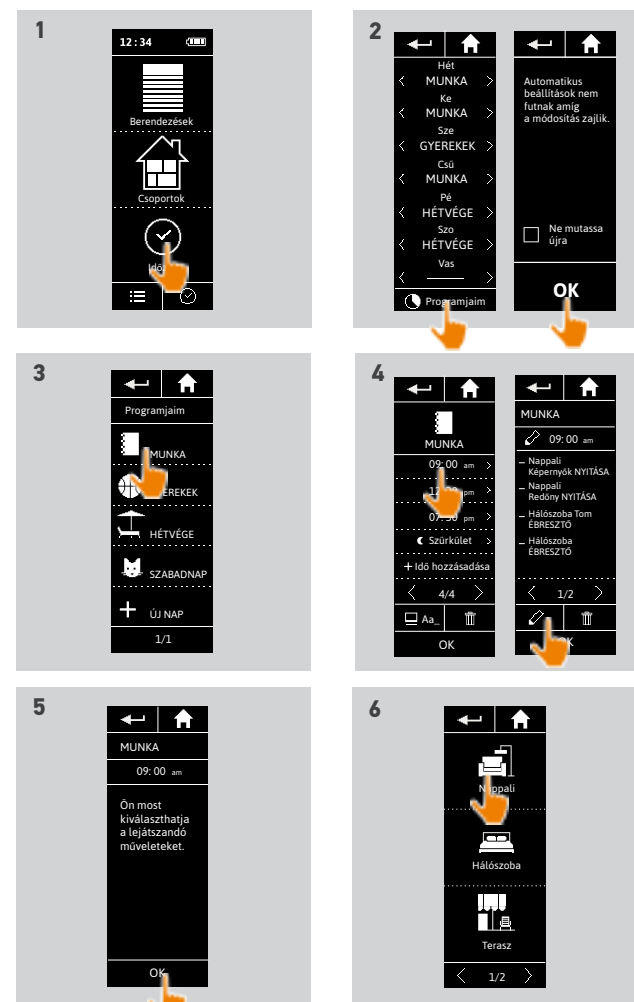 1
12:34
Berendezések
Csoportok
2
Hét
MUNKA
Ke
MUNKA
Sze
GYEREKEK
Csü
MUNKA
Pé
HÉTVÉGE
Szo
HÉTVÉGE
Vas
Programjaim
Automatikus
beállítások nem
futnak amíg
a módosítás zajlik.
Ne mutassa
újra
OK
3
Programjaim
MUNKA
HÉTVÉGE
SZABADNAP
ÚJ NAP
1/1
4
MUNKA
09:00 am
pm
pm
Szürkület
+ Idő hozzásadása
4/4
Aa_
OK
MUNKA
09:00 am
– Nappali
Képernyők NYITÁSA
– Nappali
Redőny NYITÁSA
– Hálószoba Tom
ÉBRESZTŐ
– Hálószoba
ÉBRESZTŐ
1/2
5
MUNKA
09:00 am
Ön most
kiválaszthatja
a lejátszandó
műveleteket.
OK
6
Nappali
Hálószoba
Terasz
1/2